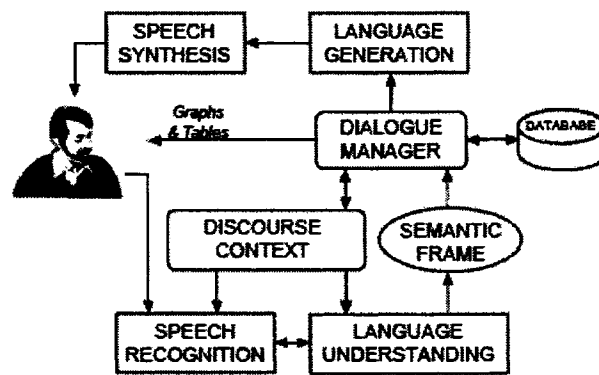 SPEECH
SYNTHESIS
LANGUAGE
GENERATION
Graphs
& Tables
DIALOGUE
MANAGER
DATABASE
DISCOURSE
CONTEXT
SEMANTIC
FRAME
SPEECH
RECOGNITION
LANGUAGE
UNDERSTANDING